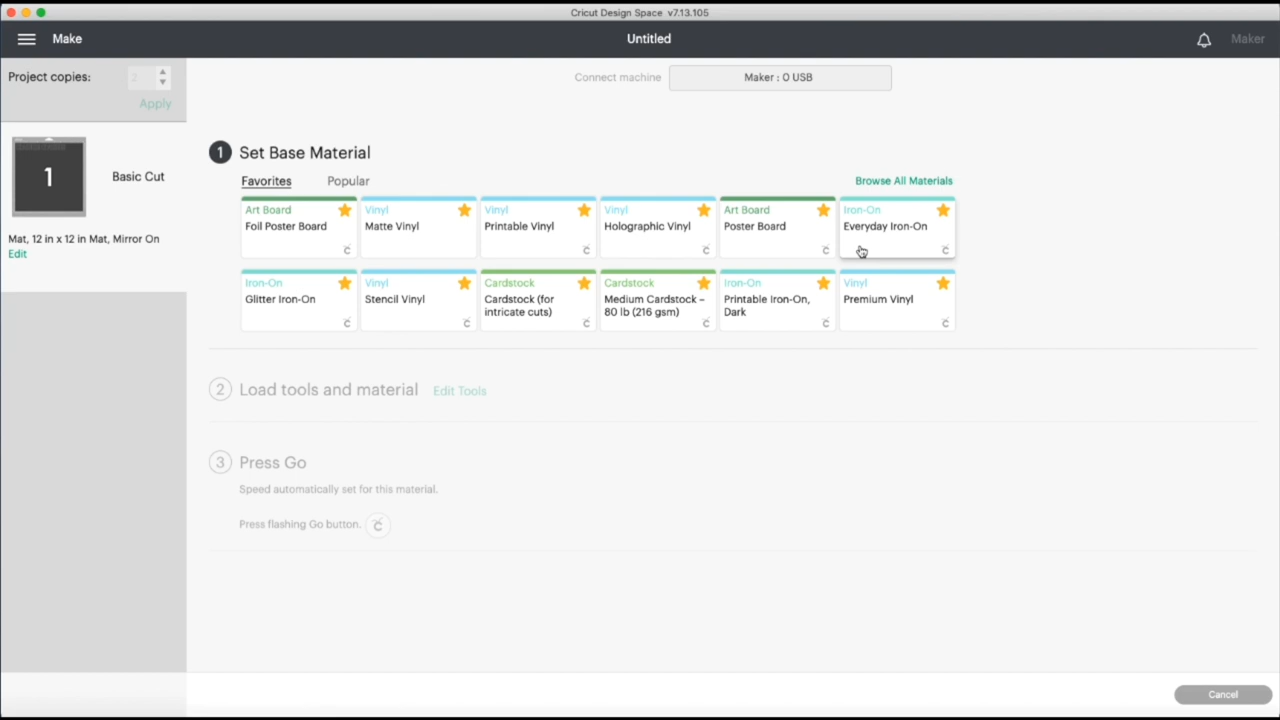 Cricut Design Space v7.13.105
Make
Untitled
Maker
Project copies:
2
Apply
Connect machine
Maker : 0 USB
1
Basic Cut
Mat, 12 in x 12 in Mat, Mirror On
Edit
1 Set Base Material
Favorites
Popular
Browse All Materials
Art Board
Foil Poster Board
Vinyl
Matte Vinyl
Vinyl
Printable Vinyl
Vinyl
Holographic Vinyl
Art Board
Poster Board
Iron-On
Everyday Iron-On
Iron-On
Glitter Iron-On
Vinyl
Stencil Vinyl
Cardstock
Cardstock (for
intricate cuts)
Cardstock
Medium Cardstock –
80 lb (216 gsm)
Iron-On
Printable Iron-On,
Dark
Vinyl
Premium Vinyl
2 Load tools and material
Edit Tools
3 Press Go
Speed automatically set for this material.
Press flashing Go button.
Cancel